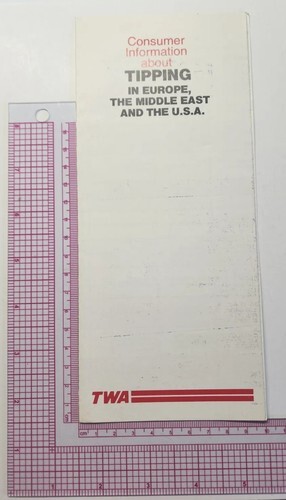 Consumer
Information
about
TIPPING
IN EUROPE,
THE MIDDLE EAST
AND THE U.S.A.
TWA